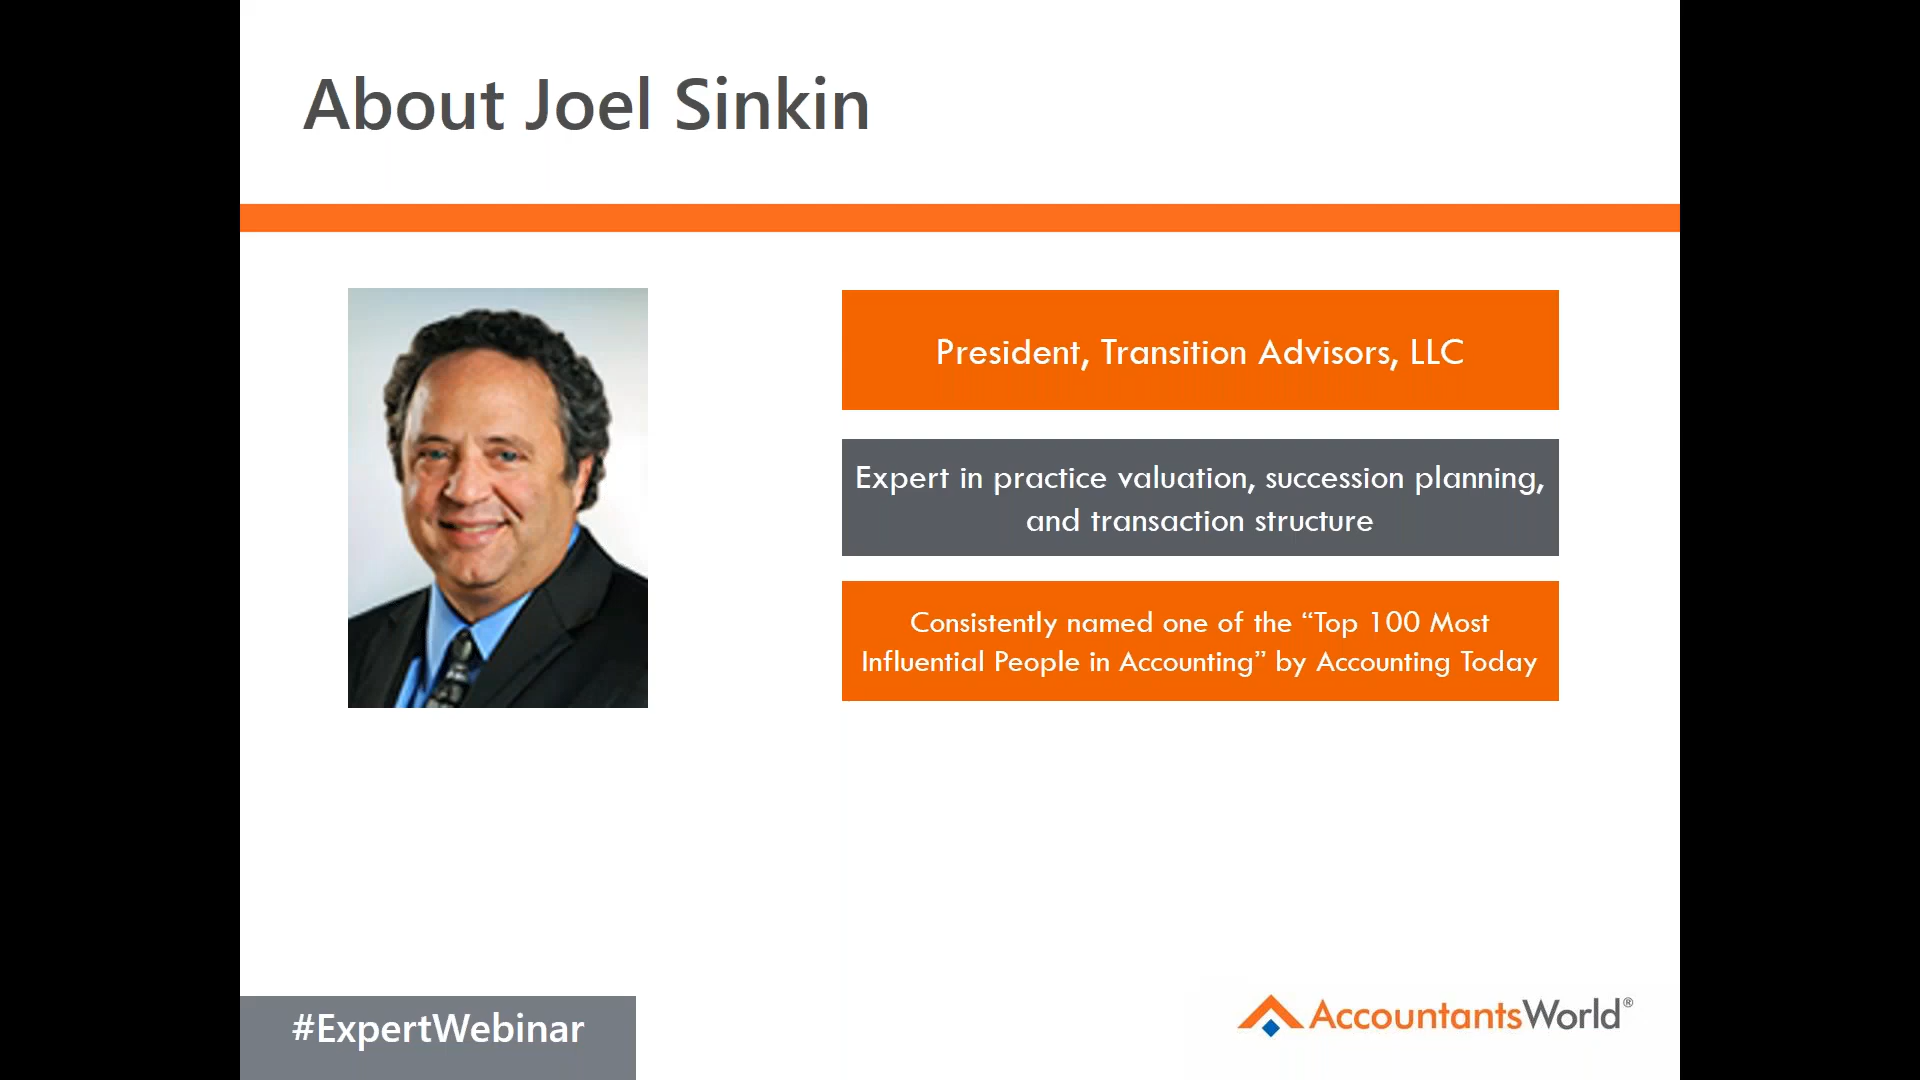 About Joel Sinkin
President, Transition Advisors, LLC
Expert in practice valuation, succession planning,
and transaction structure
Consistently named one of the “Top 100 Most
Influential People in Accounting” by Accounting Today
#ExpertWebinar
AccountantsWorld®